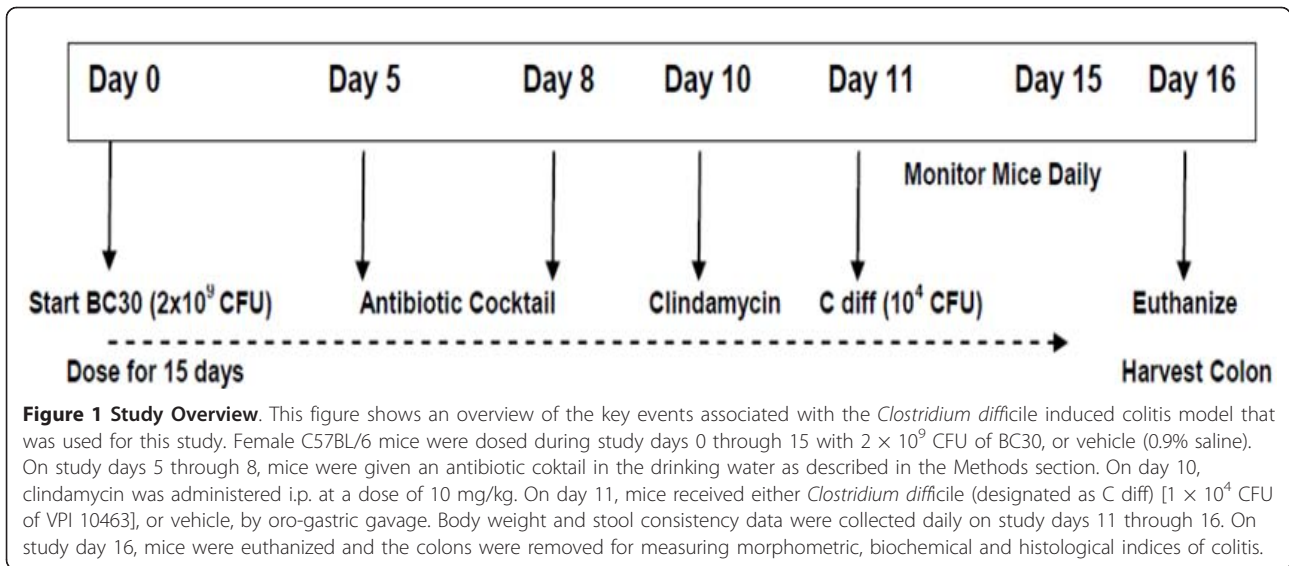 Day 0 Day 5 Day 8 Day 10 Day 11 Day 15 Day 16
Monitor Mice Daily
Start BC30 (2x10⁹ CFU) Antibiotic Cocktail Clindamycin C diff (10⁴ CFU) Euthanize
Dose for 15 days Harvest Colon
Figure 1 Study Overview. This figure shows an overview of the key events associated with the Clostridium difficile induced colitis model that
was used for this study. Female C57BL/6 mice were dosed during study days 0 through 15 with 2 × 10⁹ CFU of BC30, or vehicle (0.9% saline).
On study days 5 through 8, mice were given an antibiotic coktail in the drinking water as described in the Methods section. On day 10,
clindamycin was administered i.p. at a dose of 10 mg/kg. On day 11, mice received either Clostridium difficile (designated as C diff) [1 × 10⁴ CFU
of VPI 10463], or vehicle, by oro-gastric gavage. Body weight and stool consistency data were collected daily on study days 11 through 16. On
study day 16, mice were euthanized and the colons were removed for measuring morphometric, biochemical and histological indices of colitis.